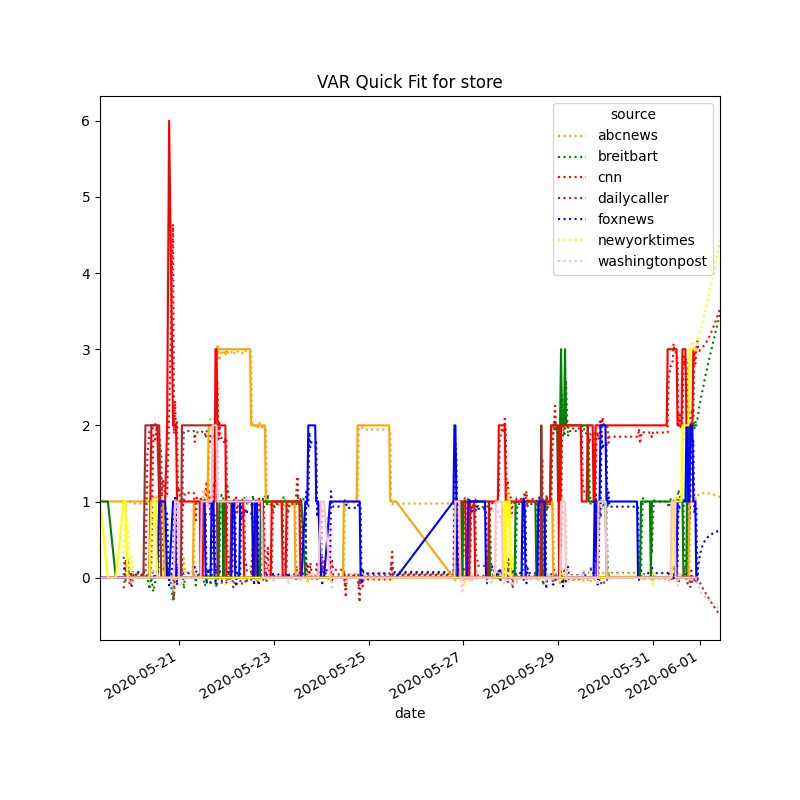 VAR Quick Fit for store
source
abcnews
breitbart
cnn
dailycaller
foxnews
newyorktimes
washingtonpost
6
5
4
3
2
1
0
2020-05-21
2020-05-23
2020-05-25
2020-05-27
2020-05-29
2020-05-31
2020-06-01
date